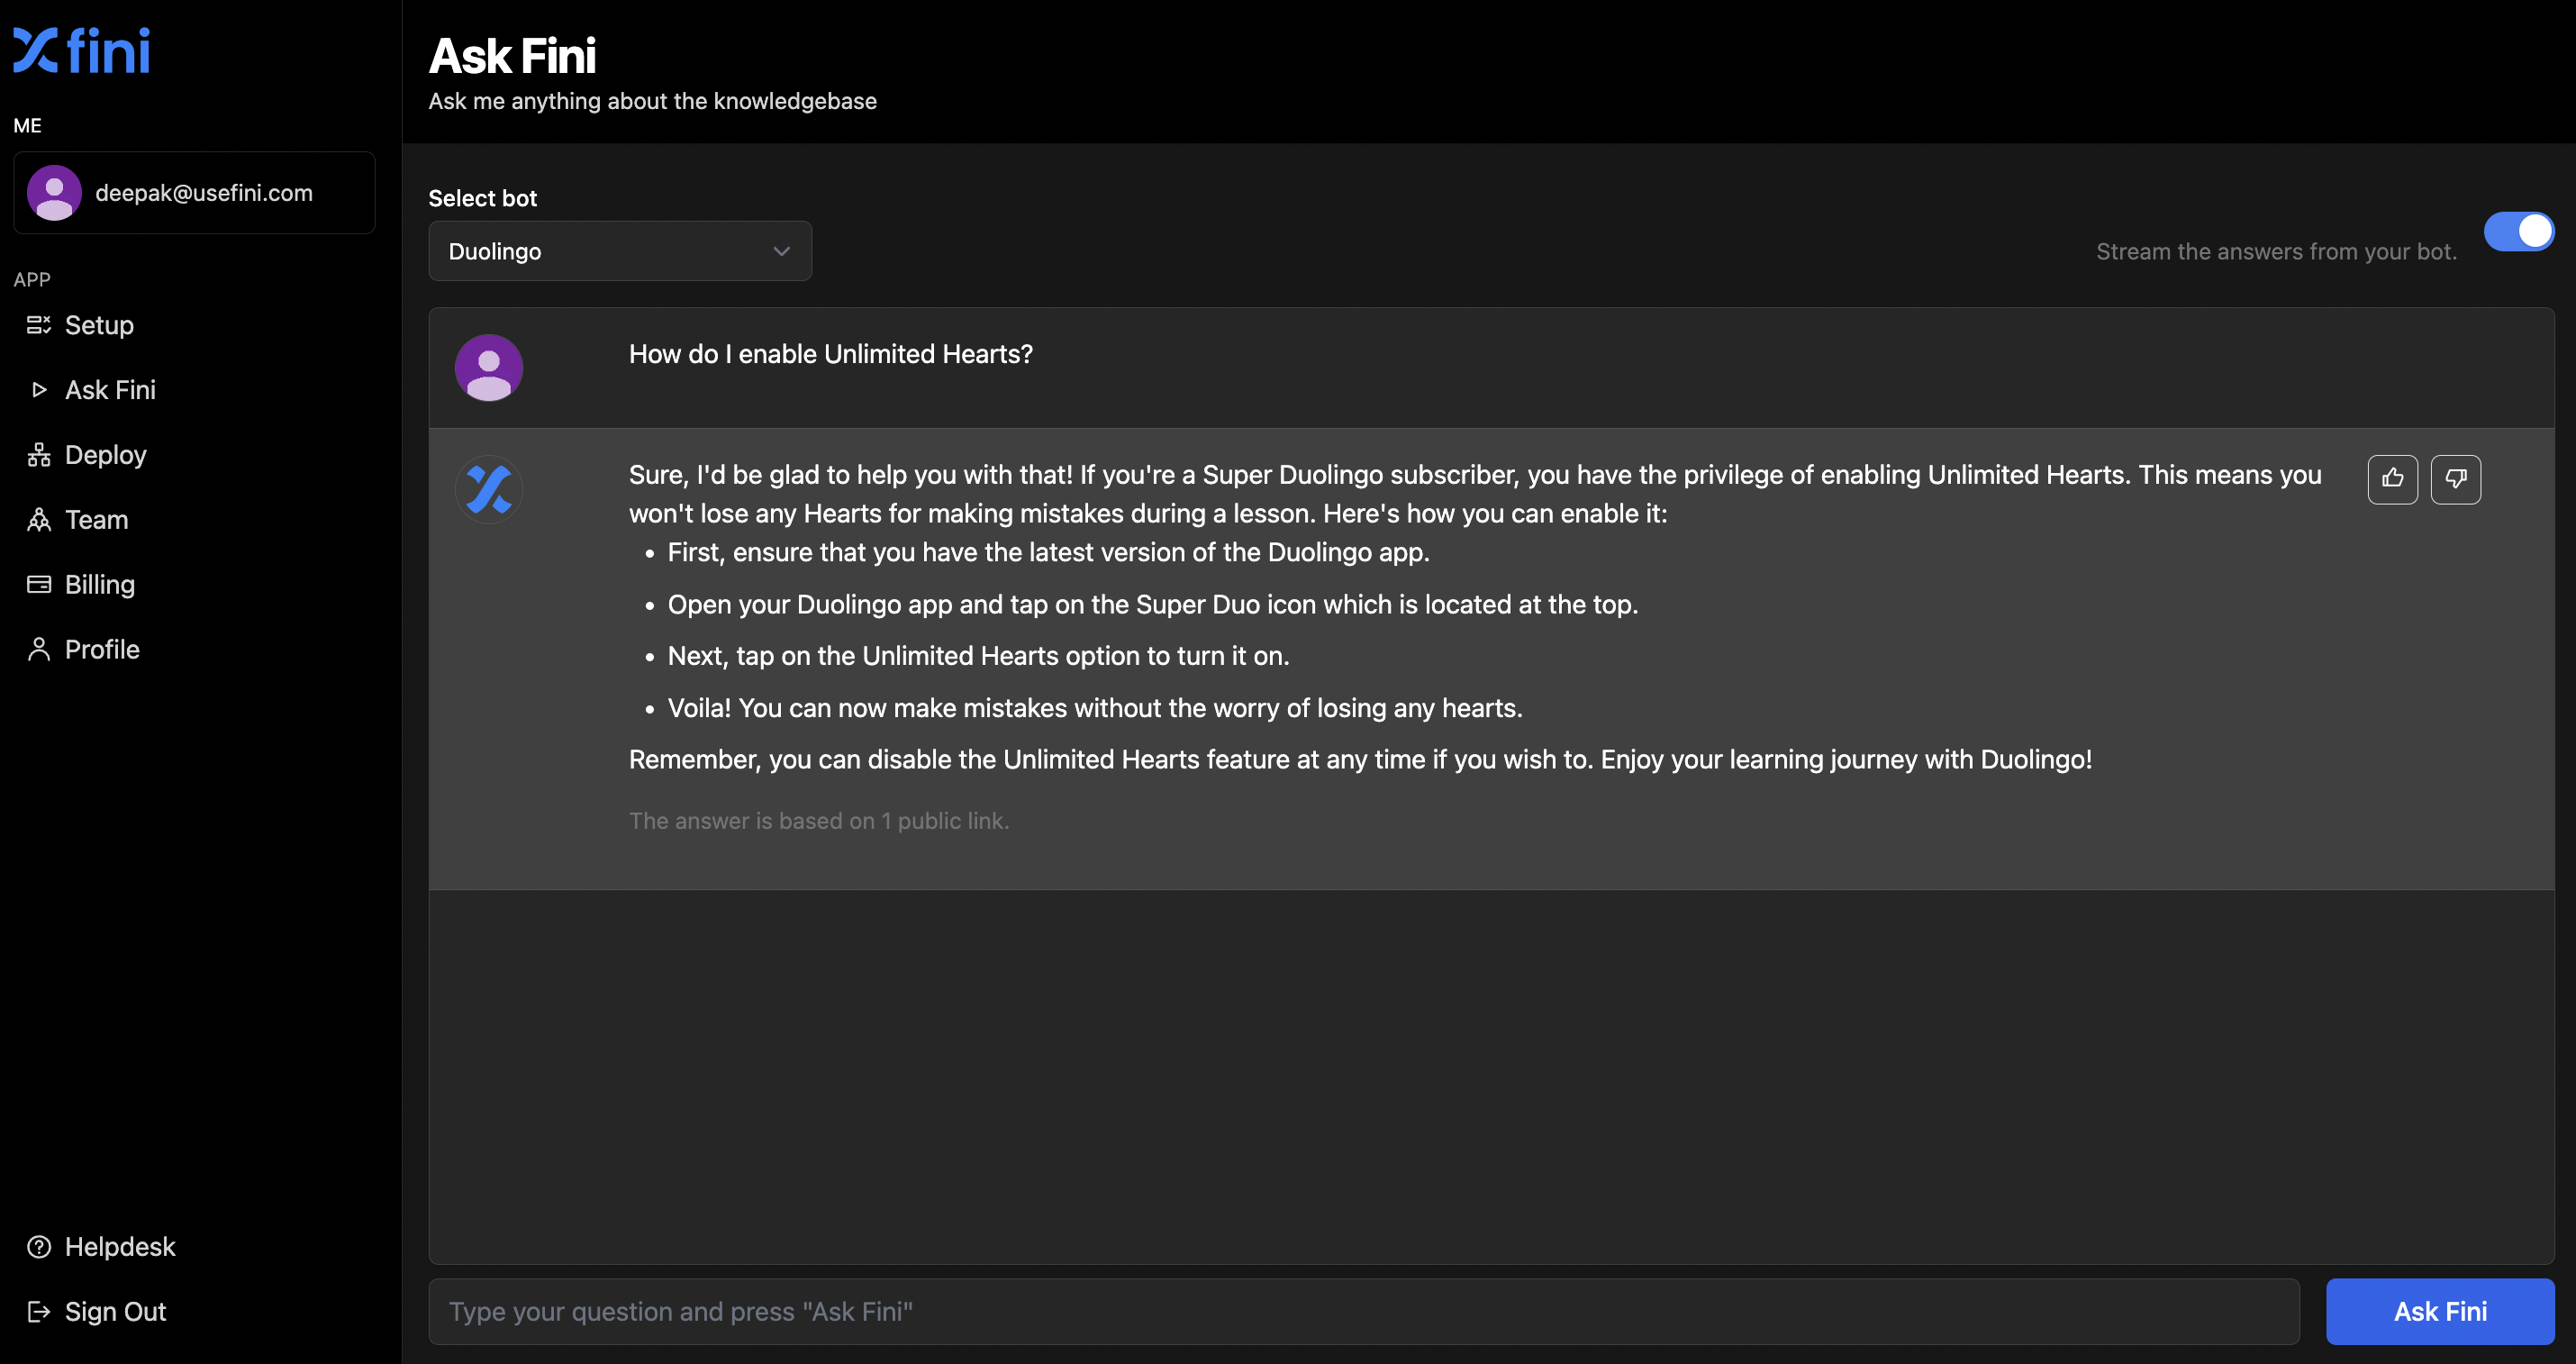 fini
ME
deepak@usefini.com
APP
Setup
Ask Fini
Deploy
Team
Billing
Profile
Helpdesk
Sign Out
Ask Fini
Ask me anything about the knowledgebase
Select bot
Duolingo
Stream the answers from your bot.
How do I enable Unlimited Hearts?
Sure, I'd be glad to help you with that! If you're a Super Duolingo subscriber, you have the privilege of enabling Unlimited Hearts. This means you
won't lose any Hearts for making mistakes during a lesson. Here's how you can enable it:
• First, ensure that you have the latest version of the Duolingo app.
• Open your Duolingo app and tap on the Super Duo icon which is located at the top.
• Next, tap on the Unlimited Hearts option to turn it on.
• Voila! You can now make mistakes without the worry of losing any hearts.
Remember, you can disable the Unlimited Hearts feature at any time if you wish to. Enjoy your learning journey with Duolingo!
The answer is based on 1 public link.
Type your question and press "Ask Fini"
Ask Fini